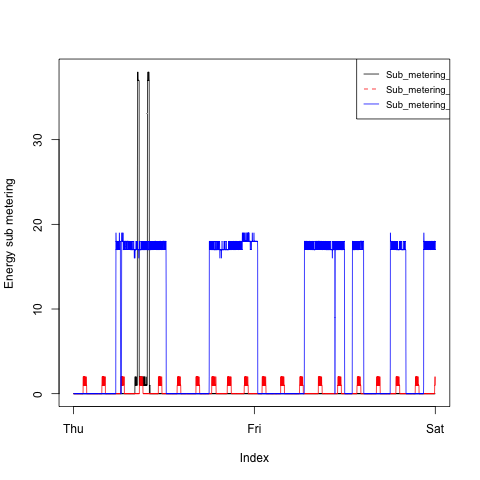 Sub_metering_
Sub_metering_
Sub_metering_
Energy sub metering
30
20
10
0
Thu Fri Sat
Index